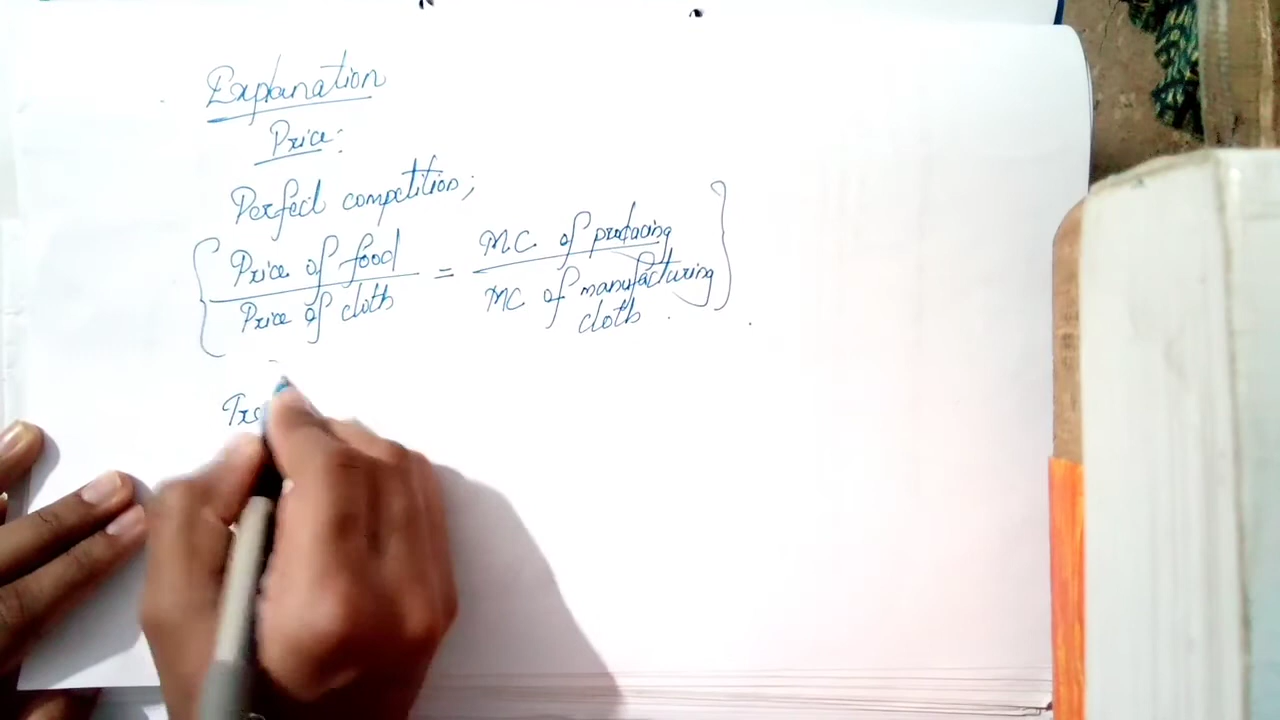 Explanation
Price:
Perfect competition;
Price of food = MC of producing
Price of cloth MC of manufacturing
cloth.